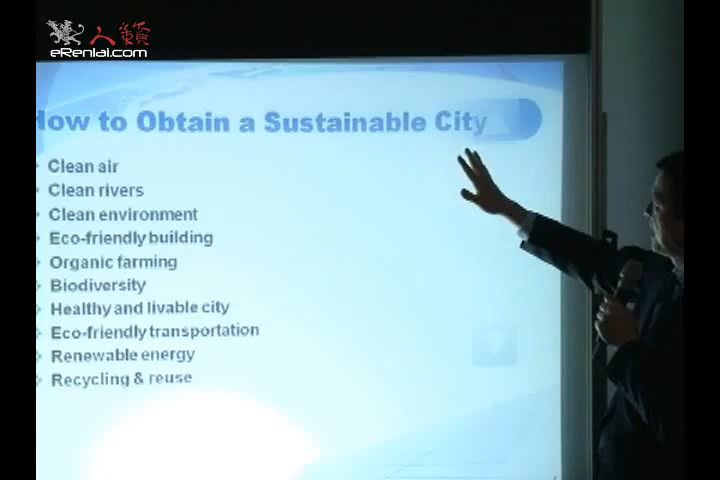 人籟
eRenlai.com
How to Obtain a Sustainable City
Clean air
Clean rivers
Clean environment
Eco-friendly building
Organic farming
Biodiversity
Healthy and livable city
Eco-friendly transportation
Renewable energy
Recycling & reuse